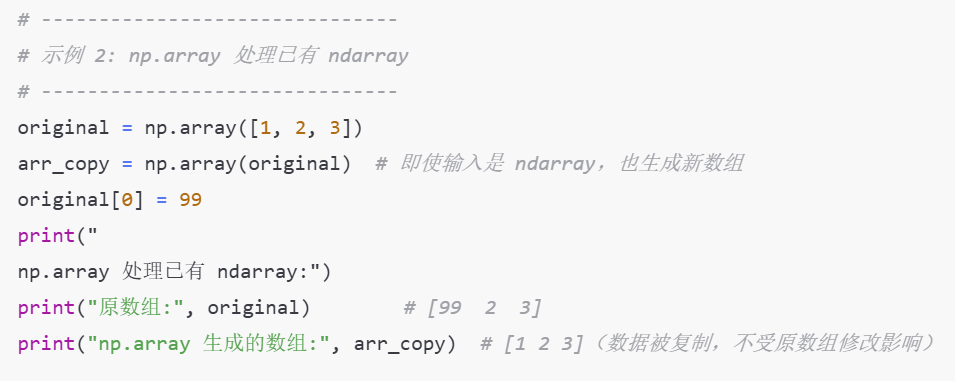 # -------------------------------
# 示例 2: np.array 处理已有 ndarray
# -------------------------------
original = np.array([1, 2, 3])
arr_copy = np.array(original)  # 即使输入是 ndarray，也生成新数组
original[0] = 99
print("
np.array 处理已有 ndarray:")
print("原数组:", original)        # [99  2  3]
print("np.array 生成的数组:", arr_copy)  # [1 2 3]（数据被复制，不受原数组修改影响）